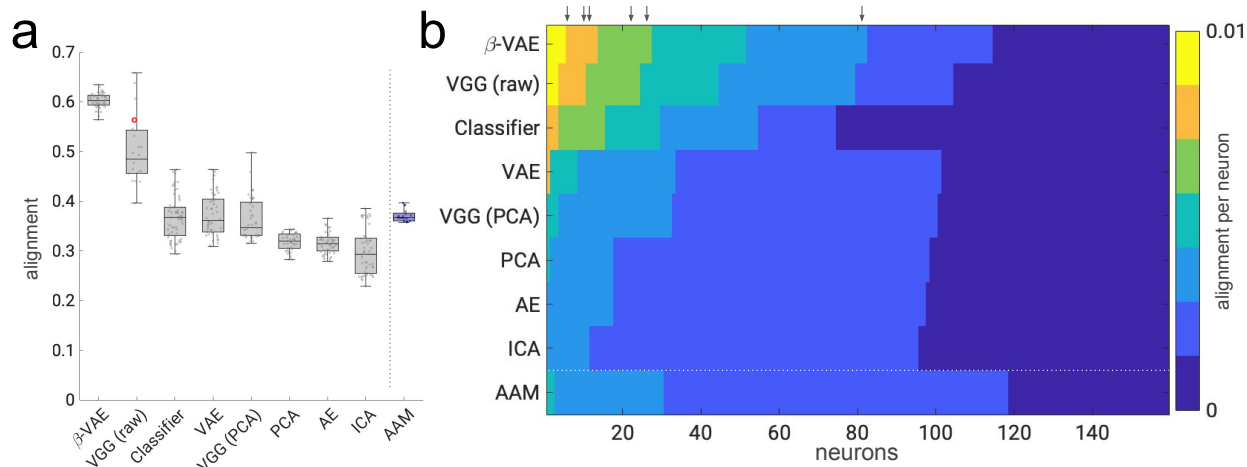 a
0.7
0.6
0.5
0.4
0.3
0.2
0.1
0
alignment
β-VAE
VGG (raw)
Classifier
VAE
VGG (PCA)
PCA
AE
ICA
AAM
b
β-VAE
VGG (raw)
Classifier
VAE
VGG (PCA)
PCA
AE
ICA
AAM
20 40 60 80 100 120 140
neurons
0.01
0
alignment per neuron